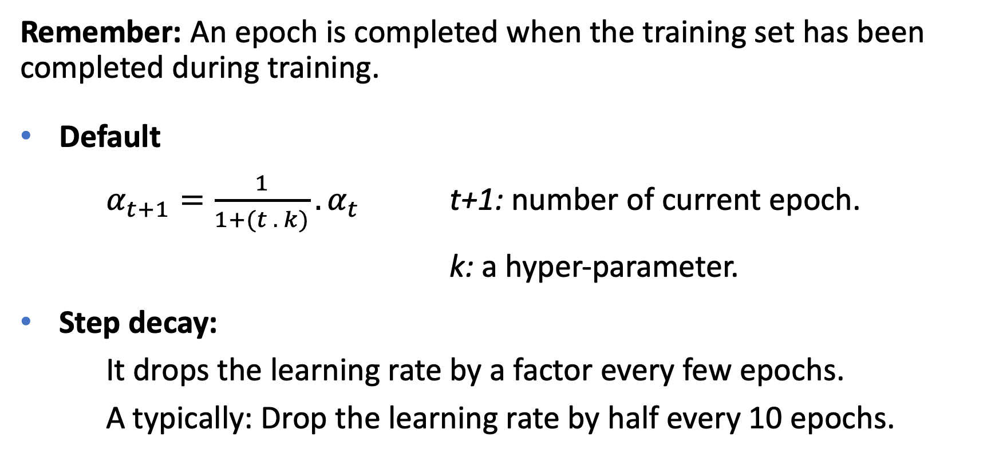 Remember: An epoch is completed when the training set has been
completed during training.
• Default
α_{t+1} = \frac{1}{1+(t . k)} . α_t
t+1: number of current epoch.
k: a hyper-parameter.
• Step decay:
It drops the learning rate by a factor every few epochs.
A typically: Drop the learning rate by half every 10 epochs.